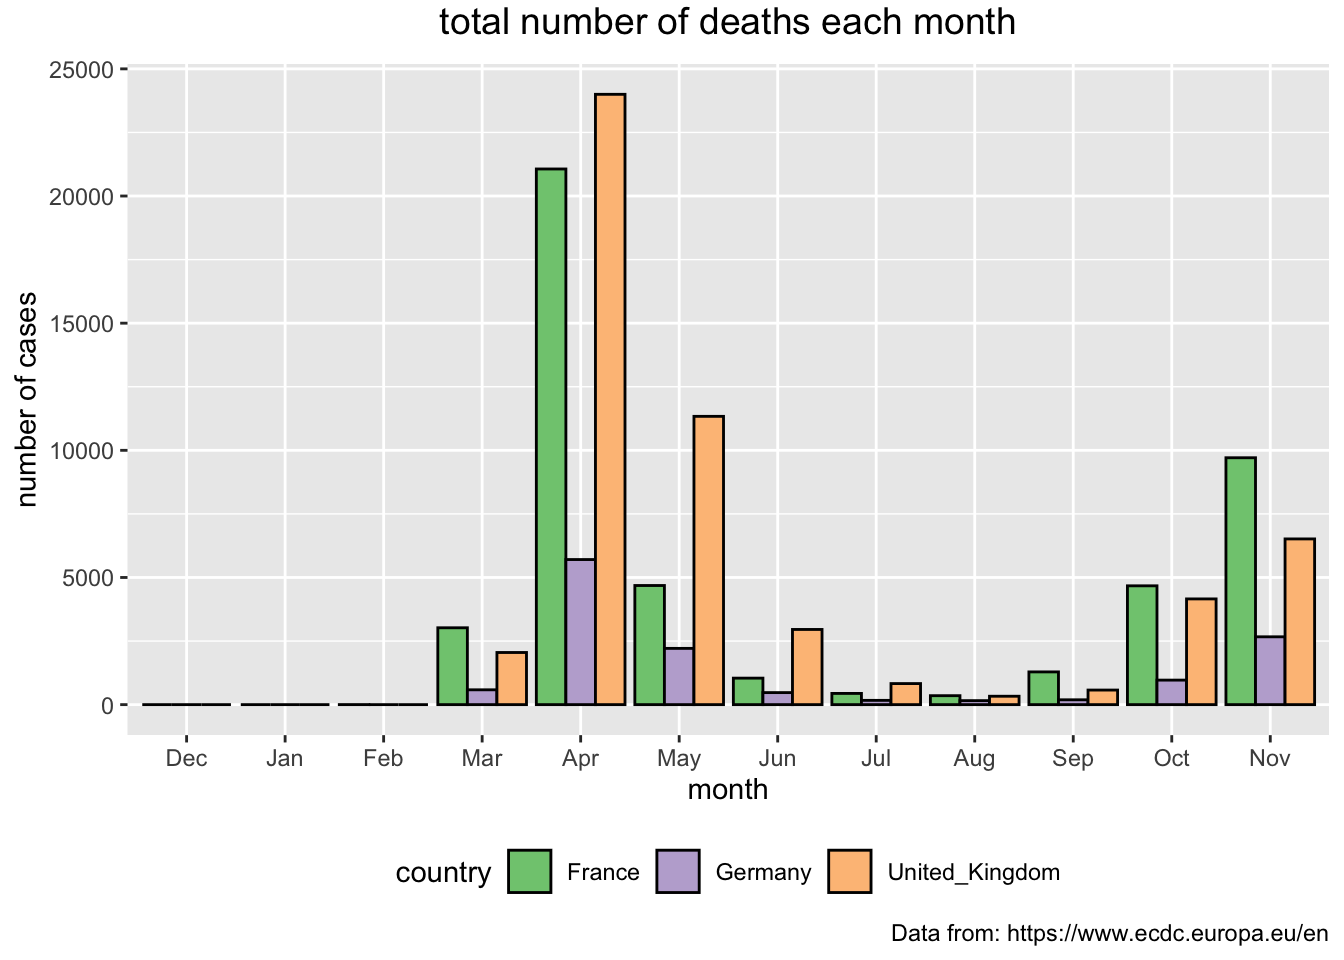 total number of deaths each month
25000
20000
15000
10000
5000
0
number of cases
Dec Jan Feb Mar Apr May Jun Jul Aug Sep Oct Nov
month
country France Germany United_Kingdom
Data from: https://www.ecdc.europa.eu/en